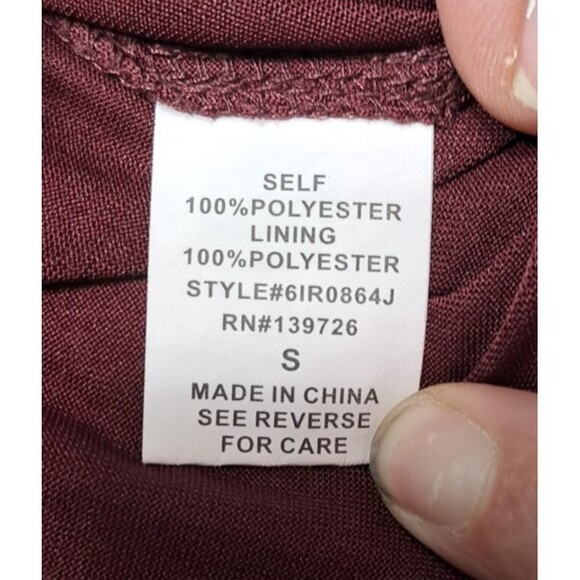 SELF
100%POLYESTER
LINING
100%POLYESTER
STYLE#6IR0864J
RN#139726
S
MADE IN CHINA
SEE REVERSE
FOR CARE